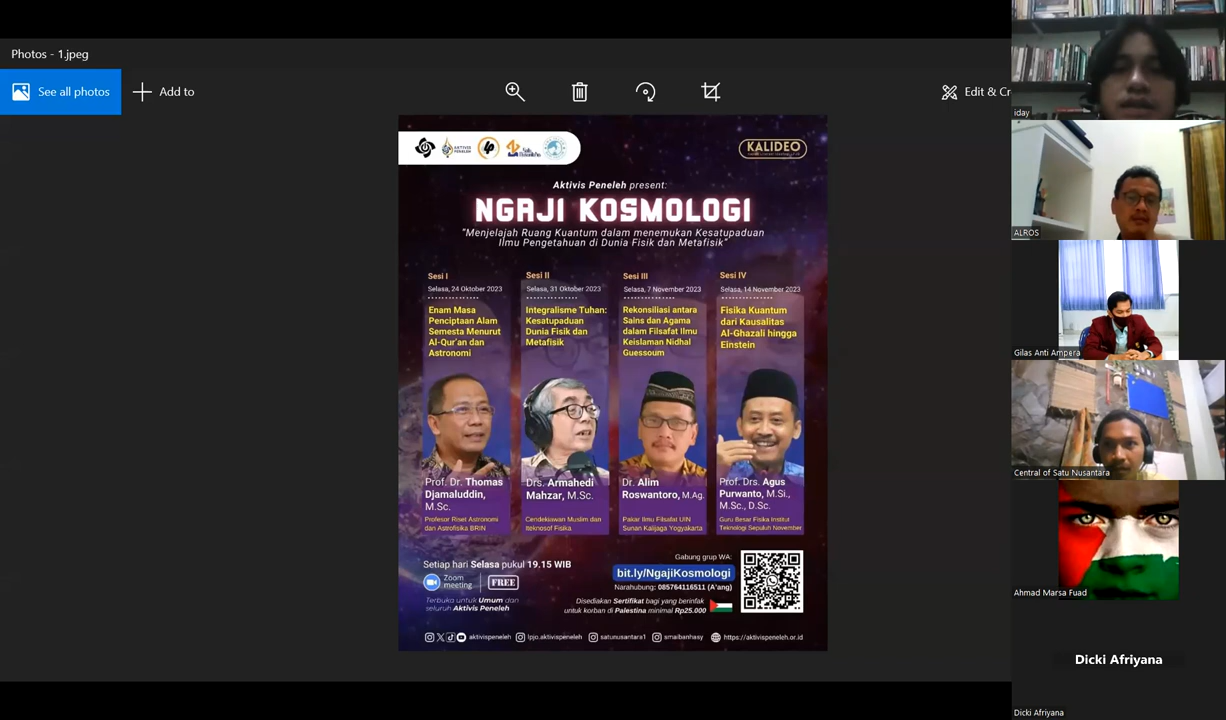 Photos - 1.jpeg
See all photos
Add to
Edit & Cr
AKTIVIS PENELEH
KALIDEO
Aktivis Peneleh present:
NGAJI KOSMOLOGI
"Menjelajah Ruang Kuantum dalam menemukan Kesatupaduan
Ilmu Pengetahuan di Dunia Fisik dan Metafisik"
Sesi I
Selasa, 24 Oktober 2023
Enam Masa
Penciptaan Alam
Semesta Menurut
Al-Qur'an dan
Astronomi
Prof. Dr. Thomas
Djamaluddin,
M.Sc.
Profesor Riset Astronomi
dan Astrofisika BRIN
Sesi II
Selasa, 31 Oktober 2023
Integralisme Tuhan:
Kesatupaduan
Dunia Fisik dan
Metafisik
Drs. Armahedi
Mahzar, M.Sc.
Cendekiawan Muslim dan
Iteknosof Fisika
Sesi III
Selasa, 7 November 2023
Rekonsiliasi antara
Sains dan Agama
dalam Filsafat Ilmu
Keislaman Nidhal
Guessoum
Dr. Alim
Roswantoro, M.Ag.
Pakar Ilmu Filsafat UIN
Sunan Kalijaga Yogyakarta
Sesi IV
Selasa, 14 November 2023
Fisika Kuantum
dari Kausalitas
Al-Ghazali hingga
Einstein
Prof. Drs. Agus
Purwanto, M.Si.,
M.Sc., D.Sc.
Guru Besar Fisika Institut
Teknologi Sepuluh November
Setiap hari Selasa pukul 19.15 WIB
Zoom meeting
FREE
Terbuka untuk Umum dan
seluruh Aktivis Peneleh
Gabung grup WA:
bit.ly/NgajiKosmologi
Narahubung: 085764116511 (A'ang)
Disediakan Sertifikat bagi yang berinfak
untuk korban di Palestina minimal Rp25.000
aktivispeneleh
lpjo.aktivispeneleh
satunusantara1
smaibanhasy
https://aktivispeneleh.or.id
iday
ALROS
Gilas Anti Ampera
Central of Satu Nusantara
Ahmad Marsa Fuad
Dicki Afriyana
Dicki Afriyana